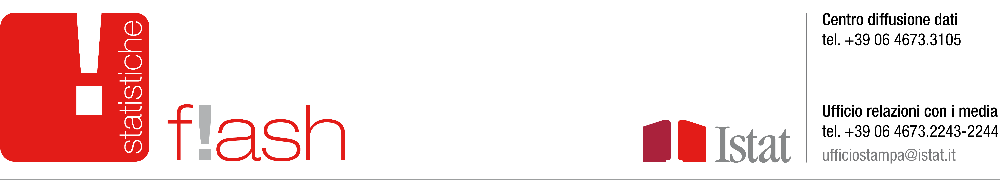 statistiche
f!ash
Istat
Centro diffusione dati
tel. +39 06 4673.3105
Ufficio relazioni con i media
tel. +39 06 4673.2243-2244
ufficiostampa@istat.it